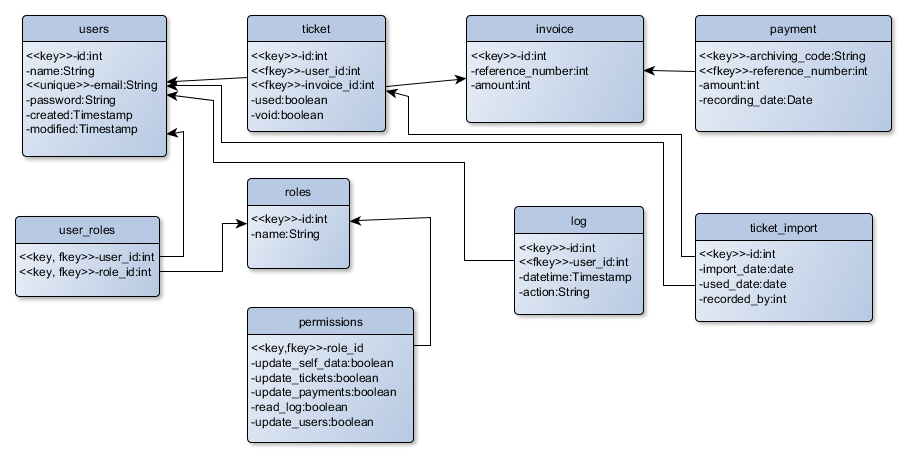 users
<<key>>-id:int
-name:String
<<unique>>-email:String
-password:String
-created:Timestamp
-modified:Timestamp
ticket
<<key>>-id:int
<<fkey>>-user_id:int
<<fkey>>-invoice_id:int
-used:boolean
-void:boolean
invoice
<<key>>-id:int
-reference_number:int
-amount:int
payment
<<key>>-archiving_code:String
<<fkey>>-reference_number:int
-amount:int
-recording_date:Date
user_roles
<<key, fkey>>-user_id:int
<<key, fkey>>-role_id:int
roles
<<key>>-id:int
-name:String
log
<<key>>-id:int
<<fkey>>-user_id:int
-datetime:Timestamp
-action:String
ticket_import
<<key>>-id:int
-import_date:date
-used_date:date
-recorded_by:int
permissions
<<key,fkey>>-role_id
-update_self_data:boolean
-update_tickets:boolean
-update_payments:boolean
-read_log:boolean
-update_users:boolean